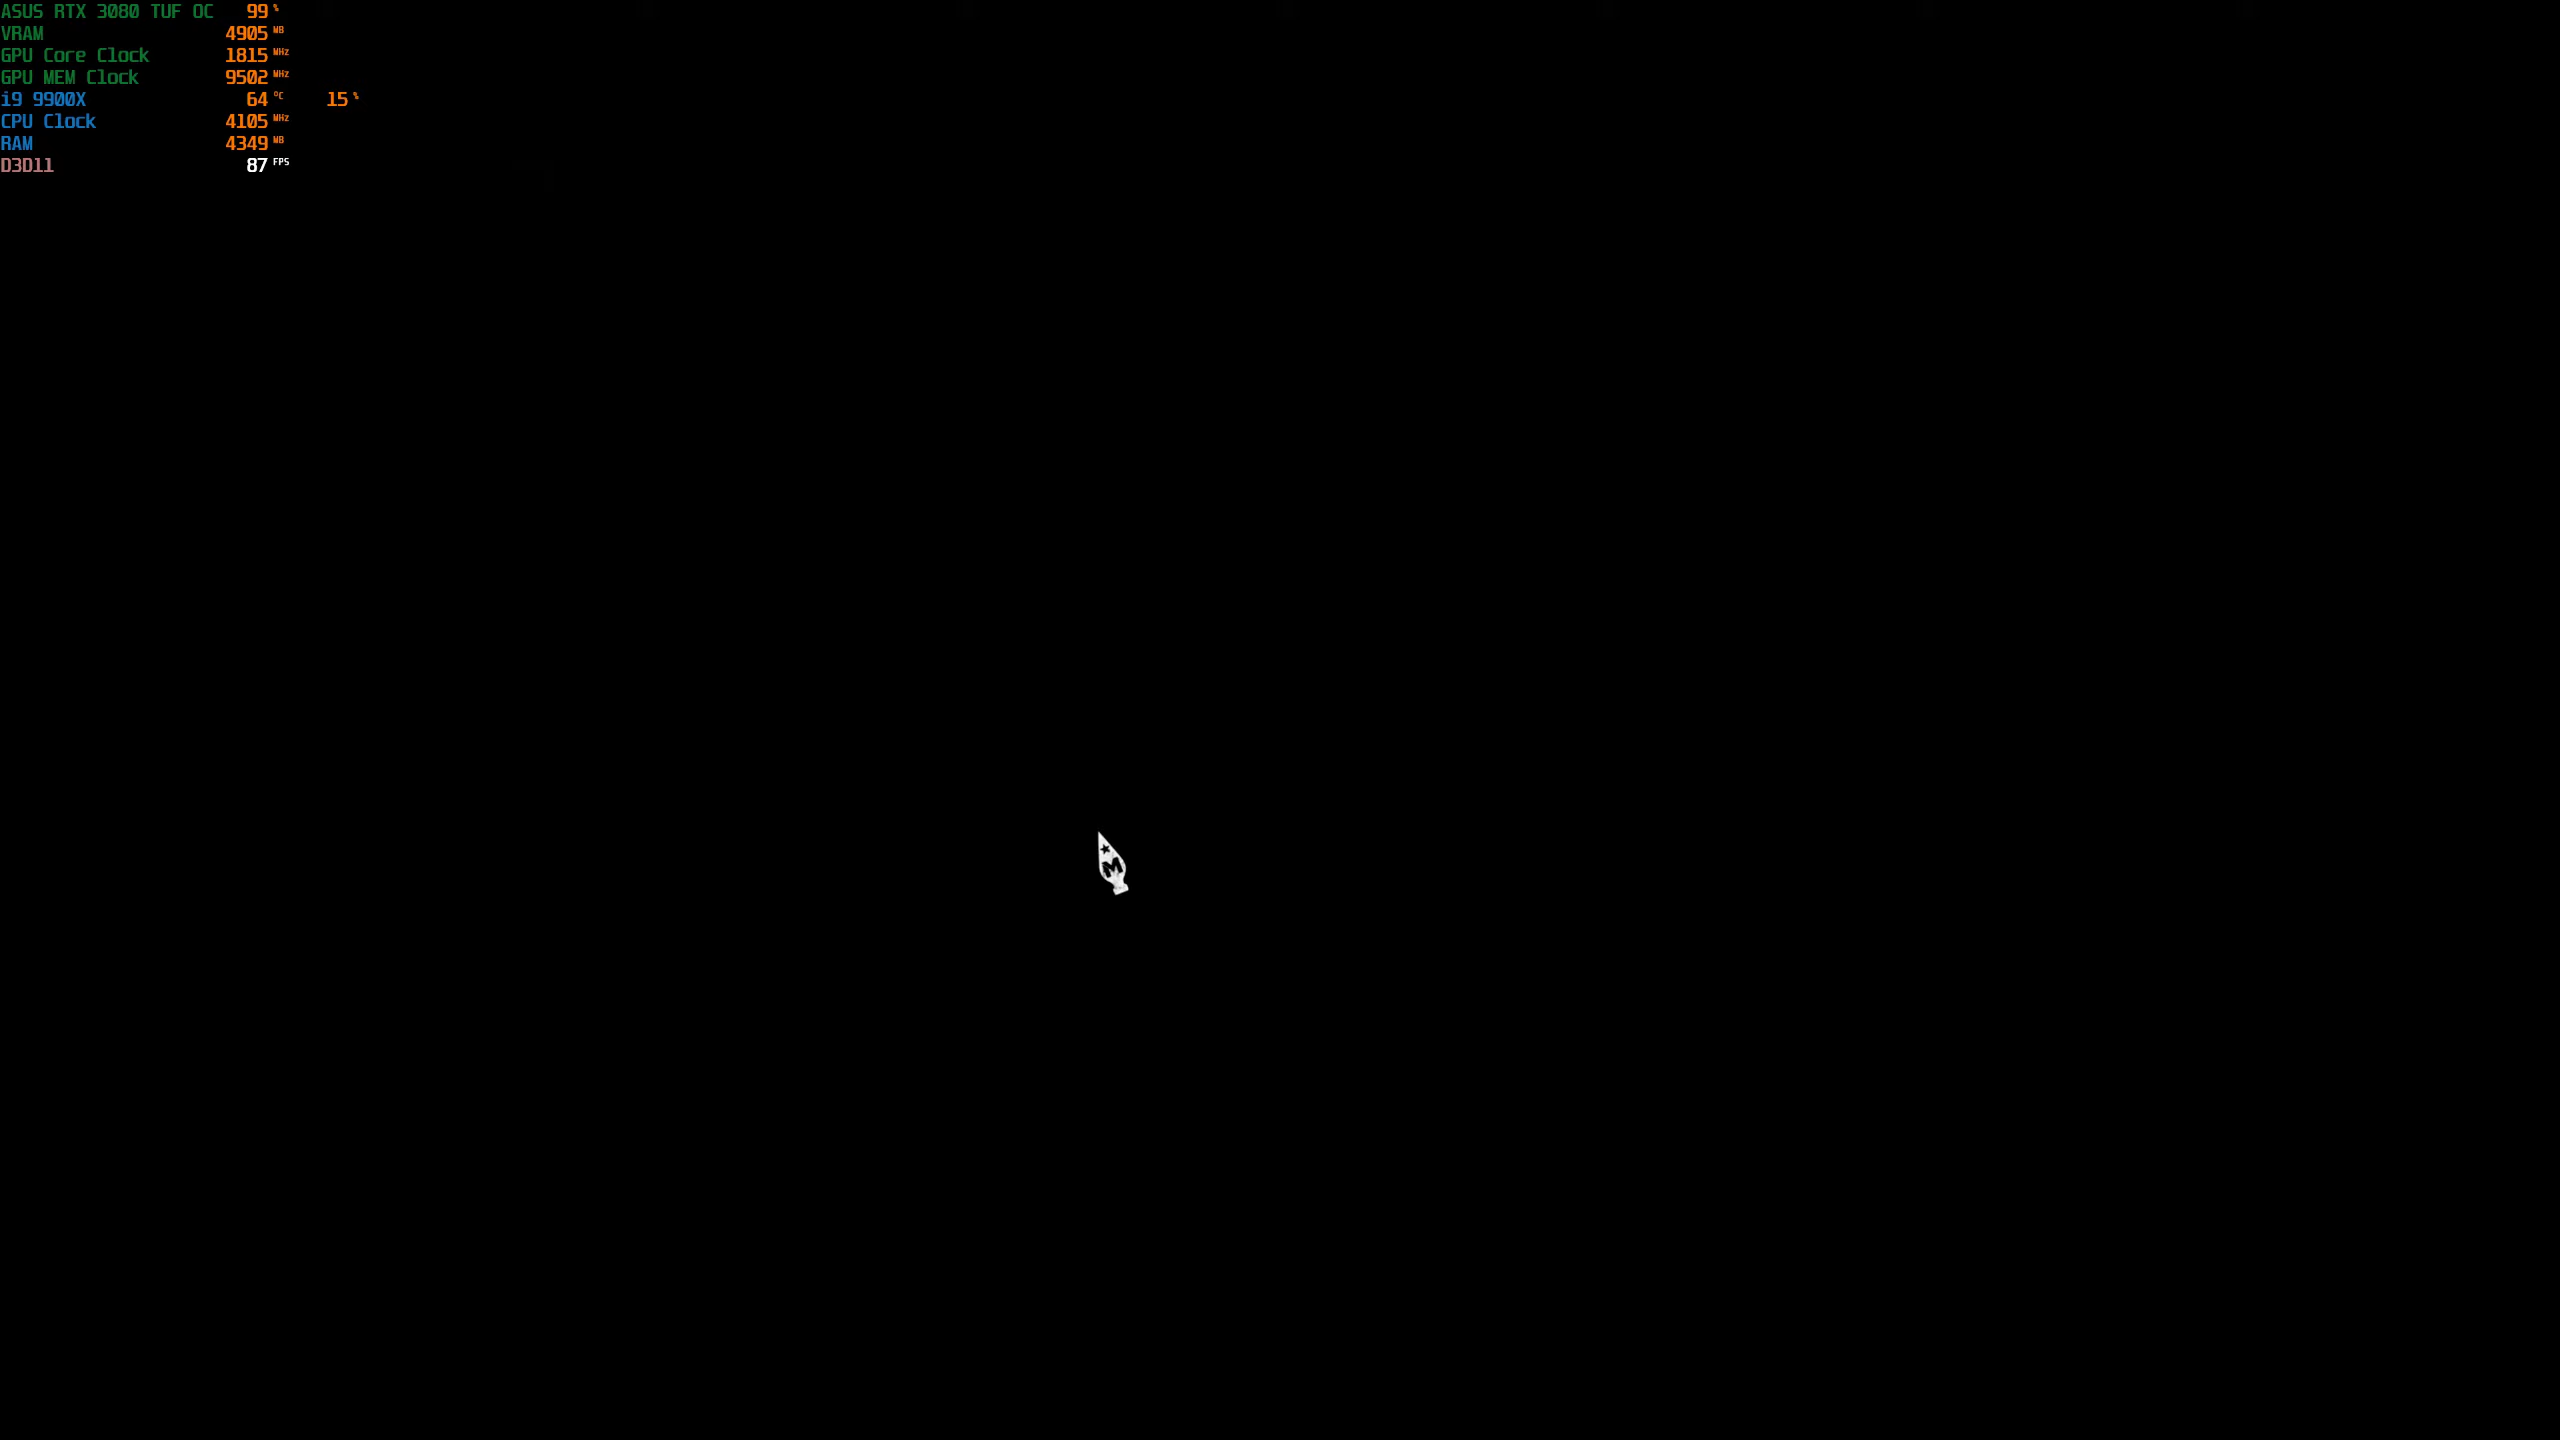 ASUS RTX 3080 TUF OC 99 %
VRAM 4905 MB
GPU Core Clock 1815 MHz
GPU MEM Clock 9502 MHz
i9 9900X 64 °C 15 %
CPU Clock 4105 MHz
RAM 4349 MB
D3D11 87 FPS
M